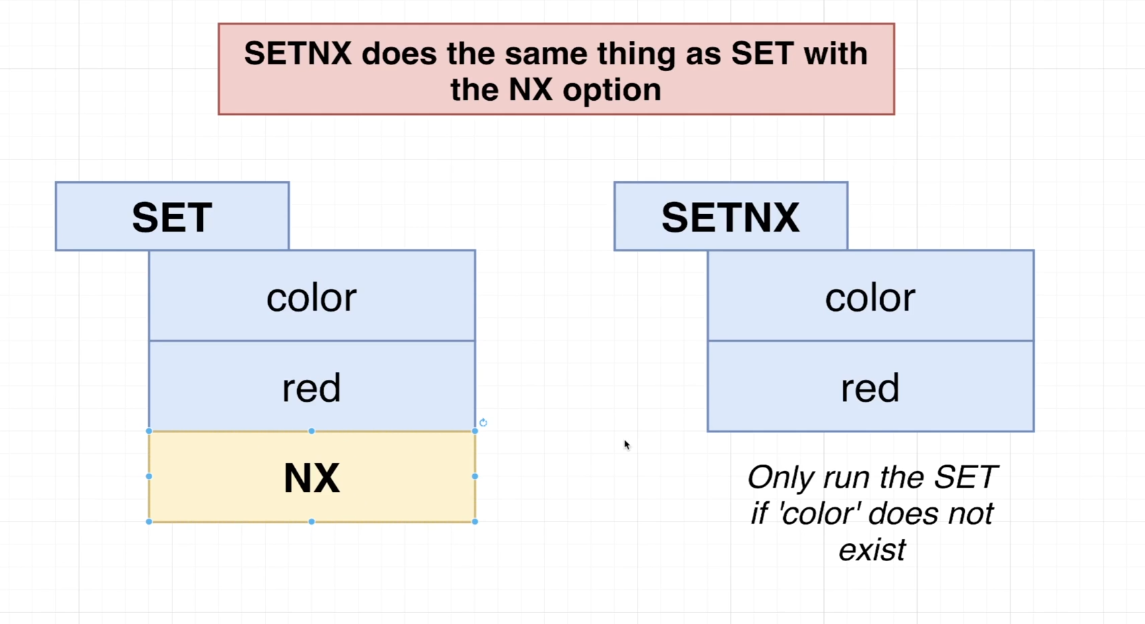 SETNX does the same thing as SET with
the NX option
SET
color
red
NX
SETNX
color
red
Only run the SET
if 'color' does not
exist